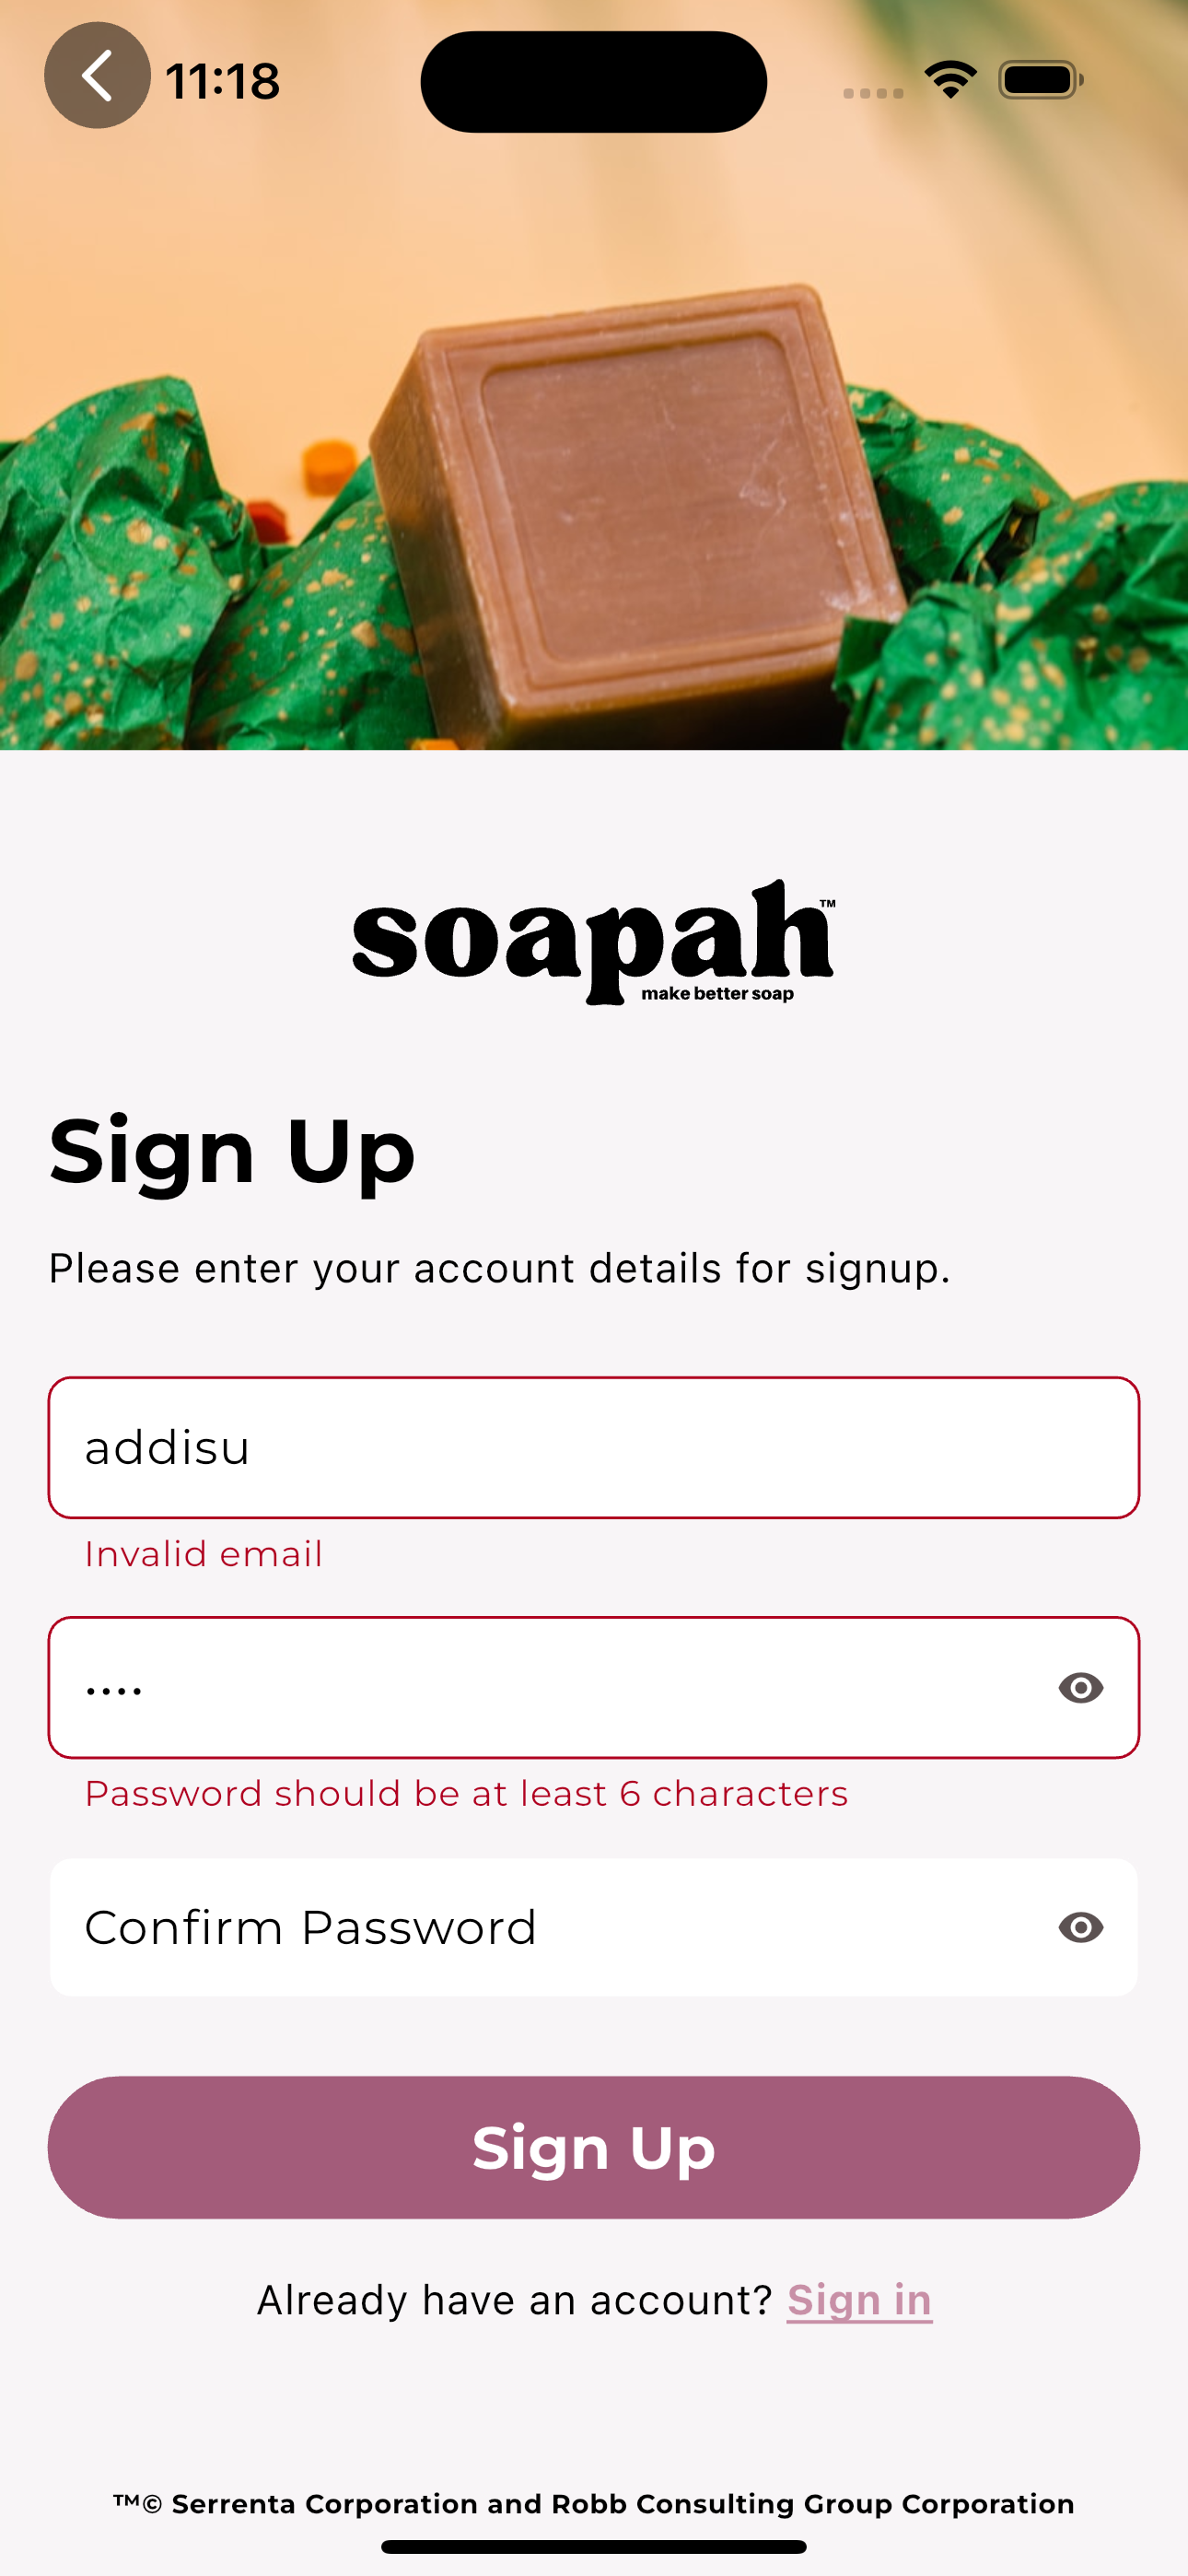 11:18
soapah™
make better soap
Sign Up
Please enter your account details for signup.
addisu
Invalid email
••••
Password should be at least 6 characters
Confirm Password
Sign Up
Already have an account? Sign in
™© Serrenta Corporation and Robb Consulting Group Corporation